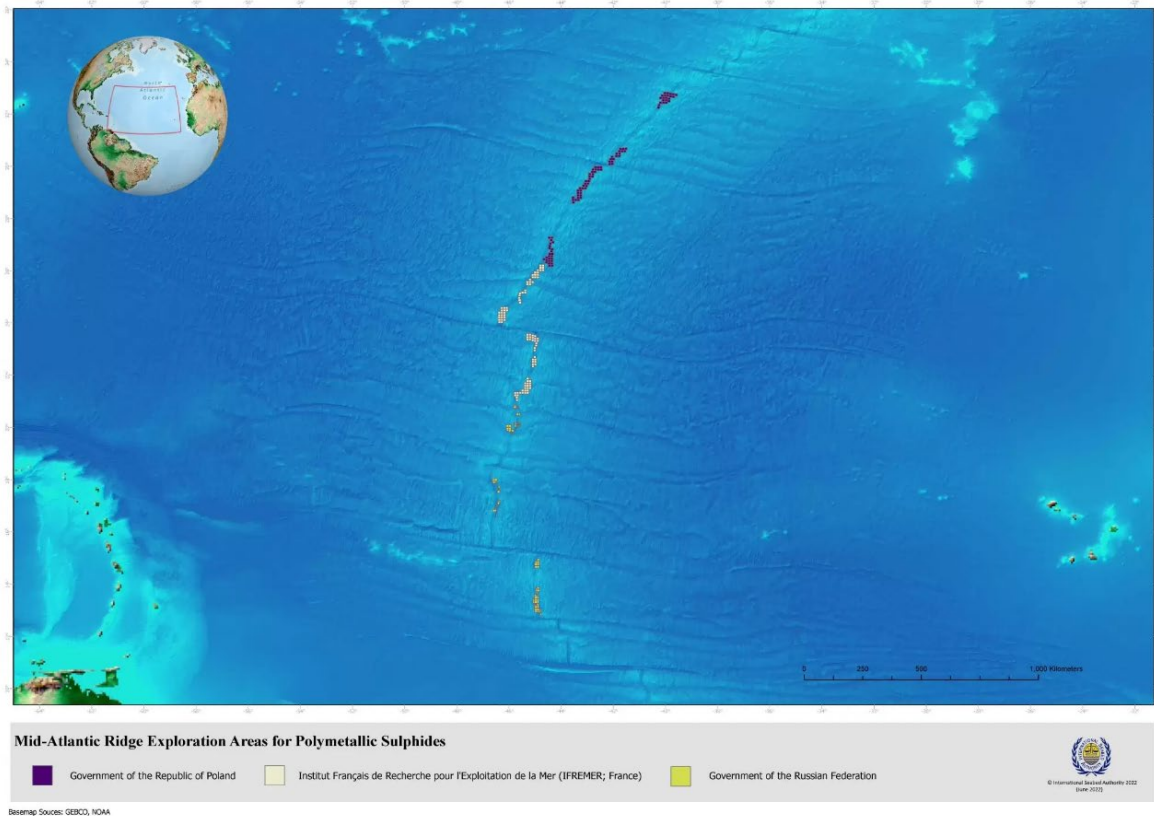 North
Atlantic
Ocean
0 250 500 1,000 Kilometers
Mid-Atlantic Ridge Exploration Areas for Polymetallic Sulphides
Government of the Republic of Poland
Institut Français de Recherche pour l'Exploitation de la Mer (IFREMER; France)
Government of the Russian Federation
© International Seabed Authority 2022
(June 2022)
Basemap Souces: GEBCO, NOAA